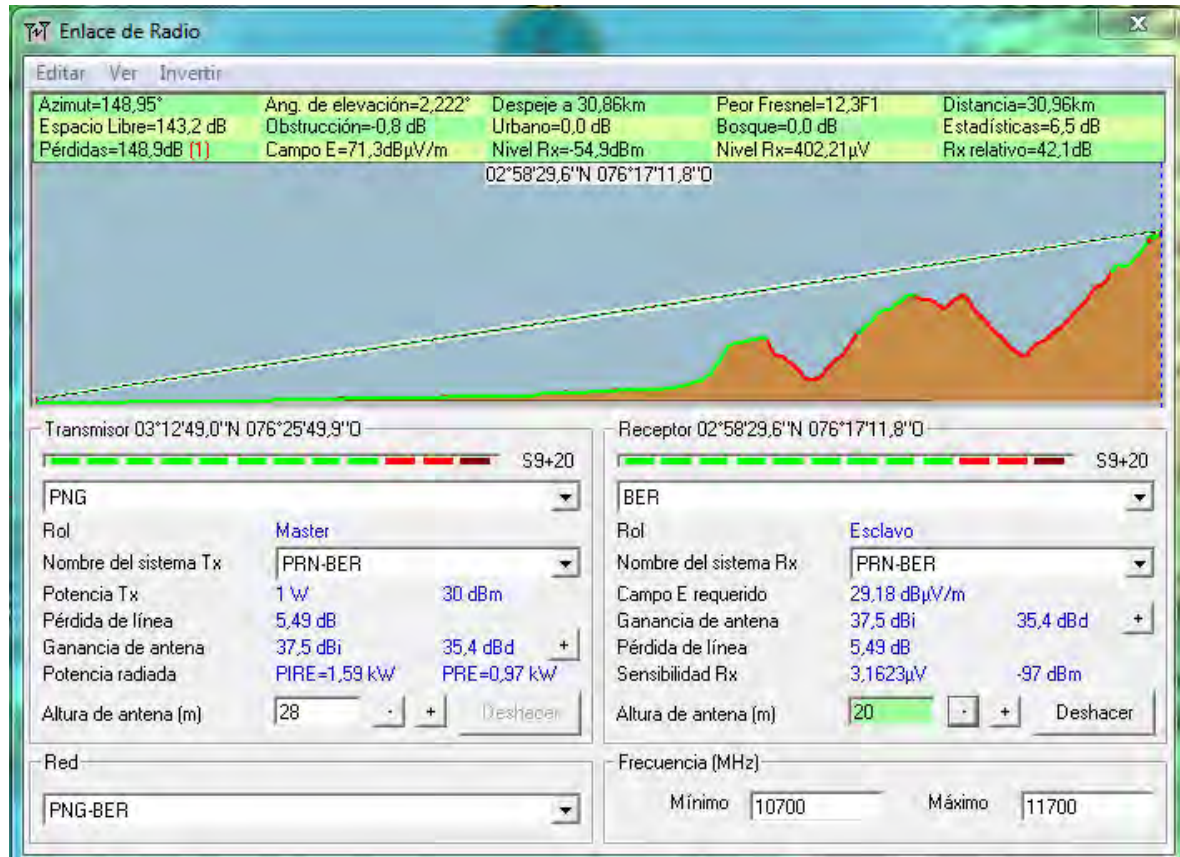 Enlace de Radio
X
Editar Ver Invertir
Azimut=148,95° Ang. de elevación=2,222° Despeje a 30,86km Peor Fresnel=12,3F1 Distancia=30,96km
Espacio Libre=143,2 dB Obstrucción=-0,8 dB Urbano=0,0 dB Bosque=0,0 dB Estadísticas=6,5 dB
Pérdidas=148,9dB (1) Campo E=71,3dBµV/m Nivel Rx=-54,9dBm Nivel Rx=402,21µV Rx relativo=42,1dB
02°58'29,6''N 076°17'11,8''O
Transmisor 03°12'49,0''N 076°25'49,9''O
S9+20
PNG
Rol Master
Nombre del sistema Tx PRN-BER
Potencia Tx 1 W 30 dBm
Pérdida de línea 5,49 dB
Ganancia de antena 37,5 dBi 35,4 dBd +
Potencia radiada PIRE=1,59 kW PRE=0,97 kW
Altura de antena (m) 28 - + Deshacer
Red
PNG-BER
Receptor 02°58'29,6''N 076°17'11,8''O
S9+20
BER
Rol Esclavo
Nombre del sistema Rx PRN-BER
Campo E requerido 29,18 dBµV/m
Ganancia de antena 37,5 dBi 35,4 dBd +
Pérdida de línea 5,49 dB
Sensibilidad Rx 3,1623µV -97 dBm
Altura de antena (m) 20 - + Deshacer
Frecuencia (MHz)
Mínimo 10700 Máximo 11700